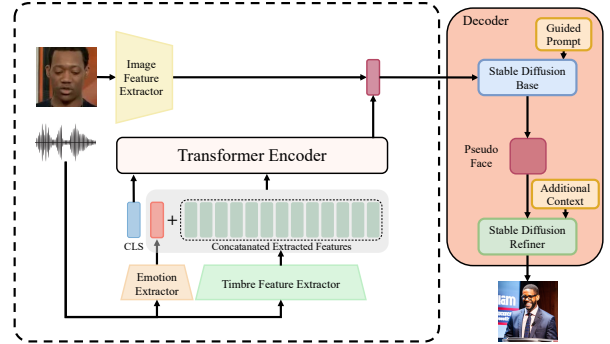 Decoder
Guided
Prompt
Image
Feature
Extractor
Stable Diffusion
Base
Transformer Encoder
Pseudo
Face
Additional
Context
CLS
+
Concatanated Extracted Features
Stable Diffusion
Refiner
Emotion
Extractor
Timbre Feature Extractor